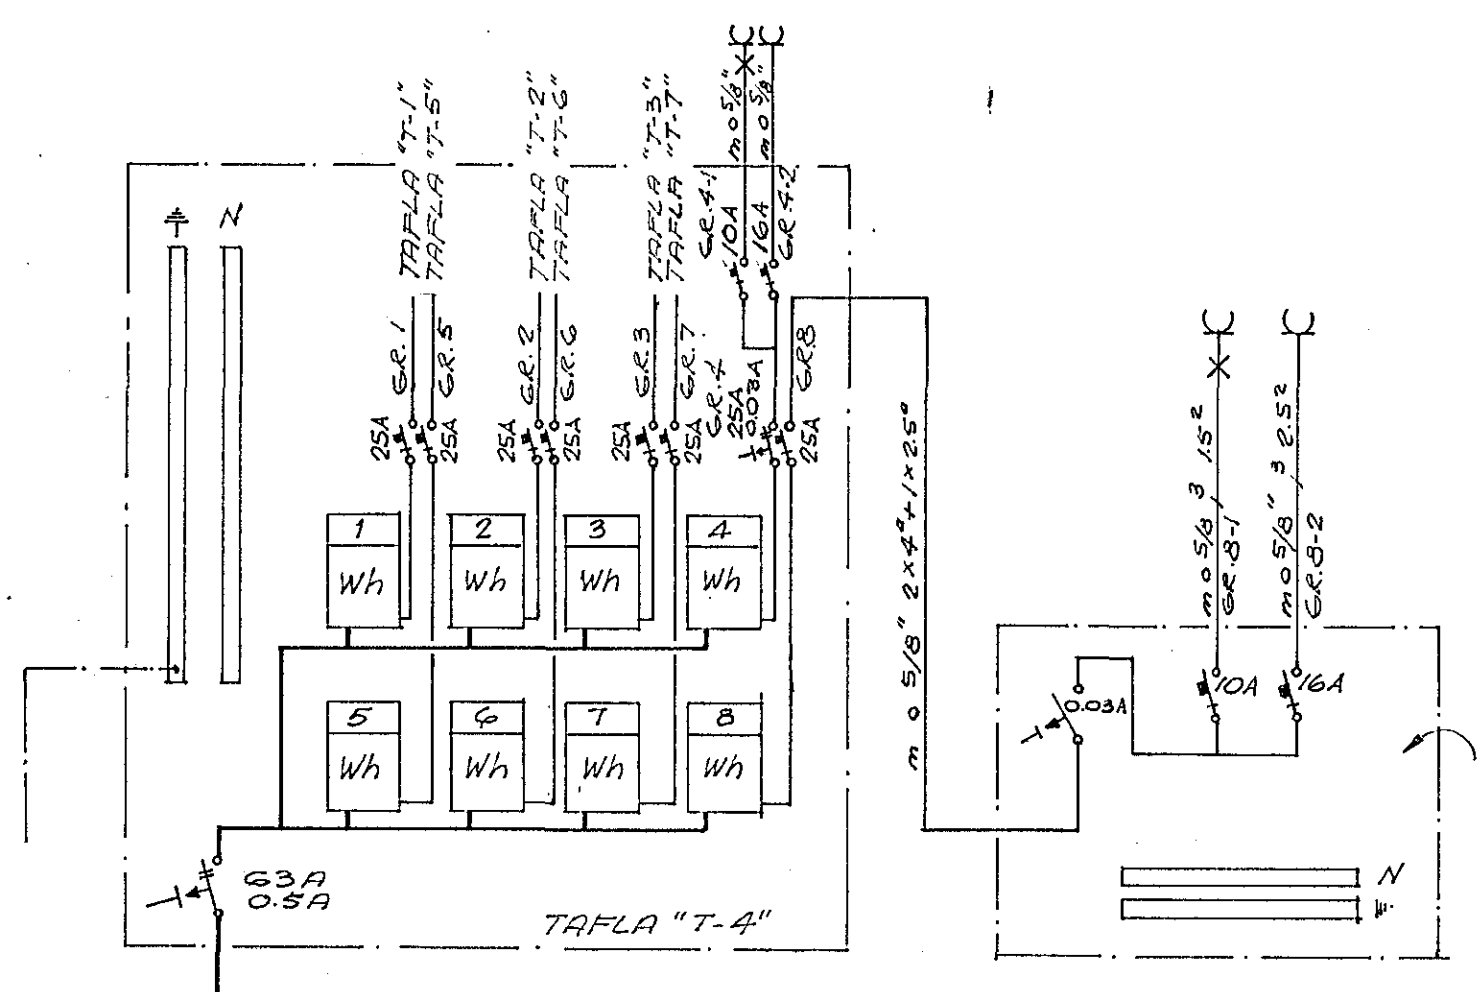 TAFLA "T-1"
TAFLA "T-5"
TAFLA "T-2"
TAFLA "T-6"
TAFLA "T-3"
TAFLA "T-7"
m o 5/8"
m o 5/8"
GR.4-1
10A
16A
GR.4-2
N
GR.1
GR.5
GR.2
GR.6
GR.3
GR.7
GR.4
25A
0.03A
GR.8
25A
25A
25A
25A
25A
25A
25A
1
Wh
2
Wh
3
Wh
4
Wh
5
Wh
6
Wh
7
Wh
8
Wh
63A
0.5A
TAFLA "T-4"
m o 5/8" 2x4"+1x2.5"
m o 5/8, 3 1.5²
GR.8-1
m o 5/8", 3 2.5²
GR.8-2
0.03A
10A
16A
N